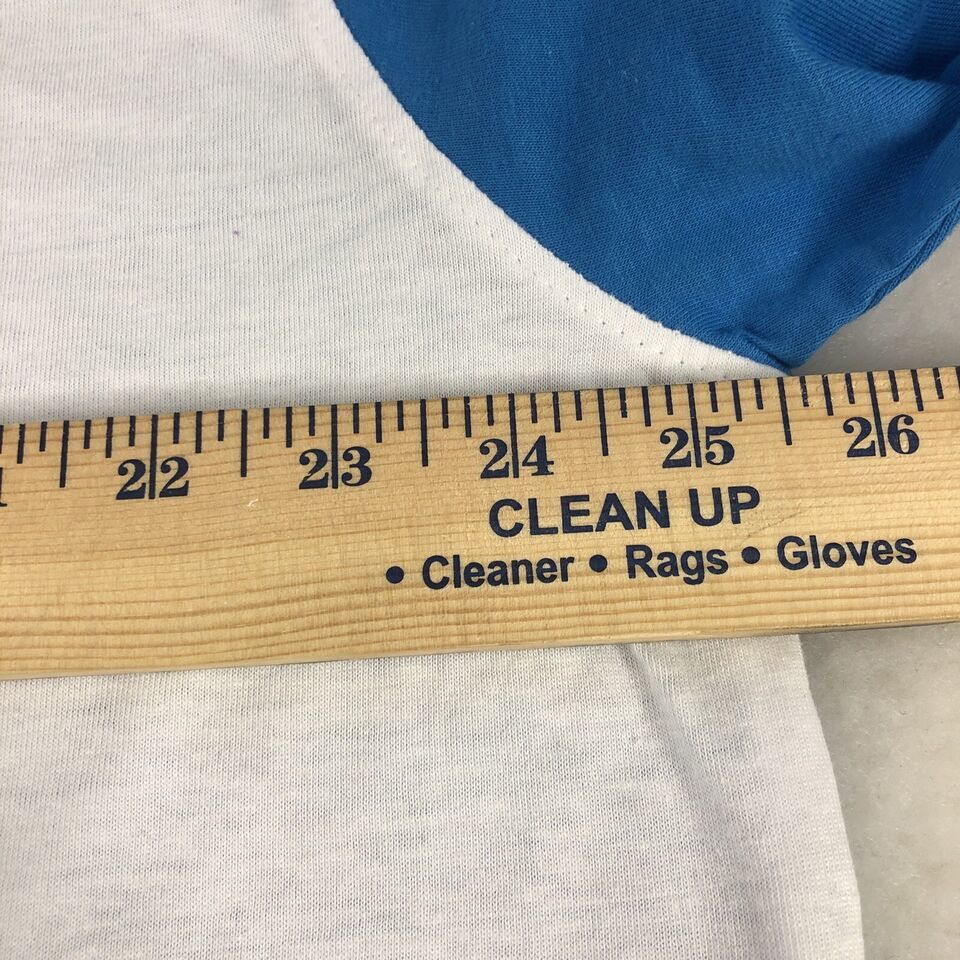 22 23 24 25 26
CLEAN UP
• Cleaner • Rags • Gloves